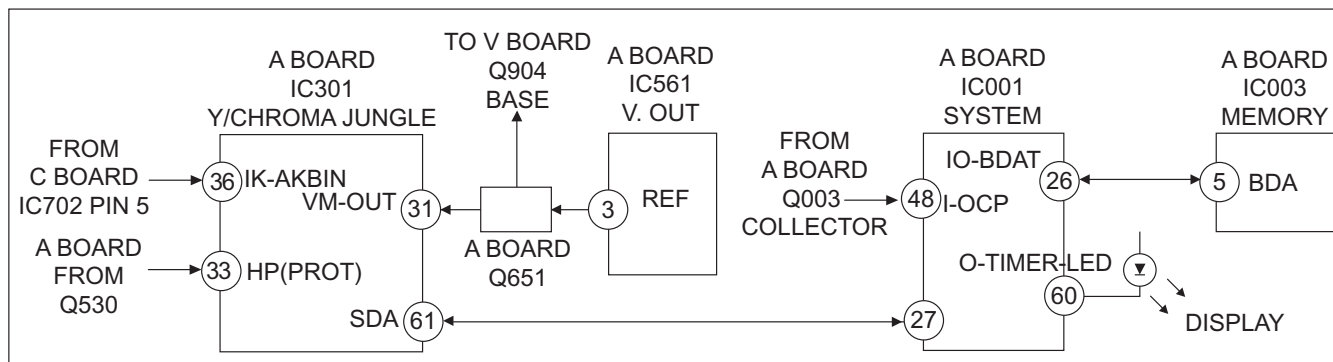 A BOARD
IC301
Y/CHROMA JUNGLE
TO V BOARD
Q904
BASE
A BOARD
IC561
V. OUT
A BOARD
IC001
SYSTEM
A BOARD
IC003
MEMORY
FROM
C BOARD
IC702 PIN 5
36
IK-AKBIN
VM-OUT
31
A BOARD
Q651
3
REF
FROM
A BOARD
Q003
COLLECTOR
48
I-OCP
IO-BDAT
26
5
BDA
A BOARD
FROM
Q530
33
HP(PROT)
SDA
61
27
O-TIMER-LED
60
DISPLAY